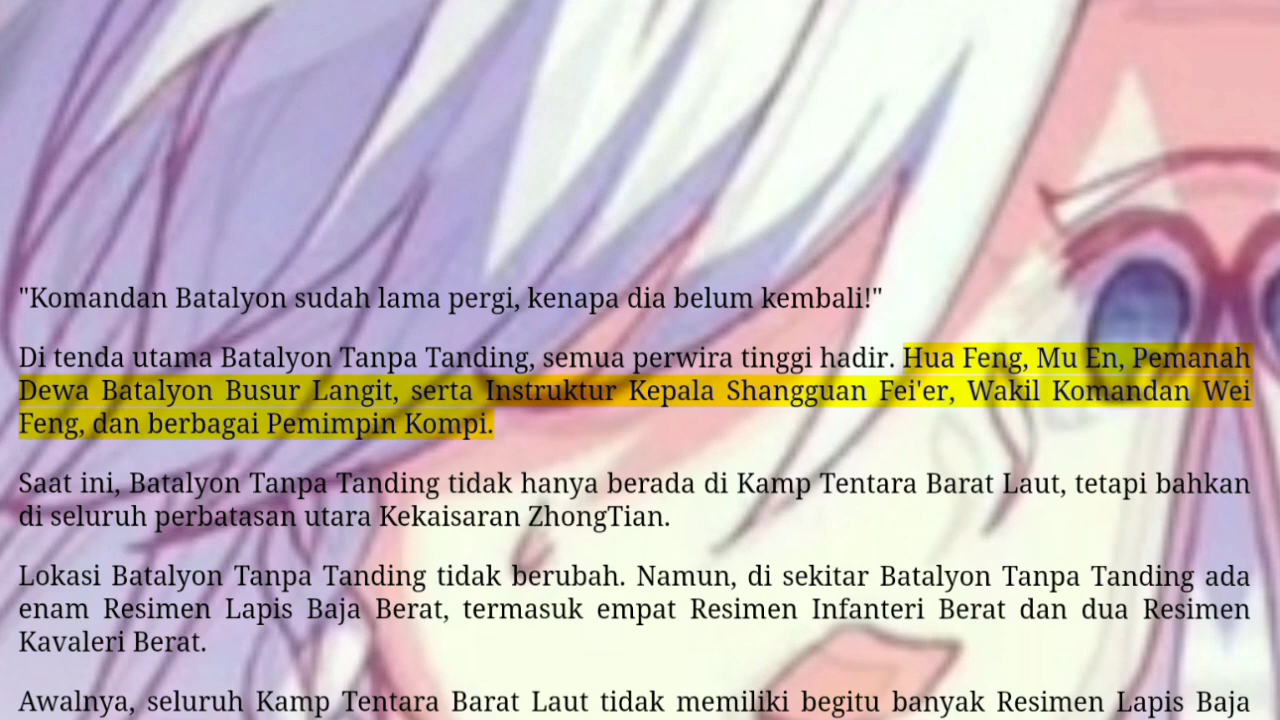 "Komandan Batalyon sudah lama pergi, kenapa dia belum kembali!"
Di tenda utama Batalyon Tanpa Tanding, semua perwira tinggi hadir. Hua Feng, Mu En, Pemanah
Dewa Batalyon Busur Langit, serta Instruktur Kepala Shangguan Fei'er, Wakil Komandan Wei
Feng, dan berbagai Pemimpin Kompi.
Saat ini, Batalyon Tanpa Tanding tidak hanya berada di Kamp Tentara Barat Laut, tetapi bahkan
di seluruh perbatasan utara Kekaisaran ZhongTian.
Lokasi Batalyon Tanpa Tanding tidak berubah. Namun, di sekitar Batalyon Tanpa Tanding ada
enam Resimen Lapis Baja Berat, termasuk empat Resimen Infanteri Berat dan dua Resimen
Kavaleri Berat.
Awalnya, seluruh Kamp Tentara Barat Laut tidak memiliki begitu banyak Resimen Lapis Baja